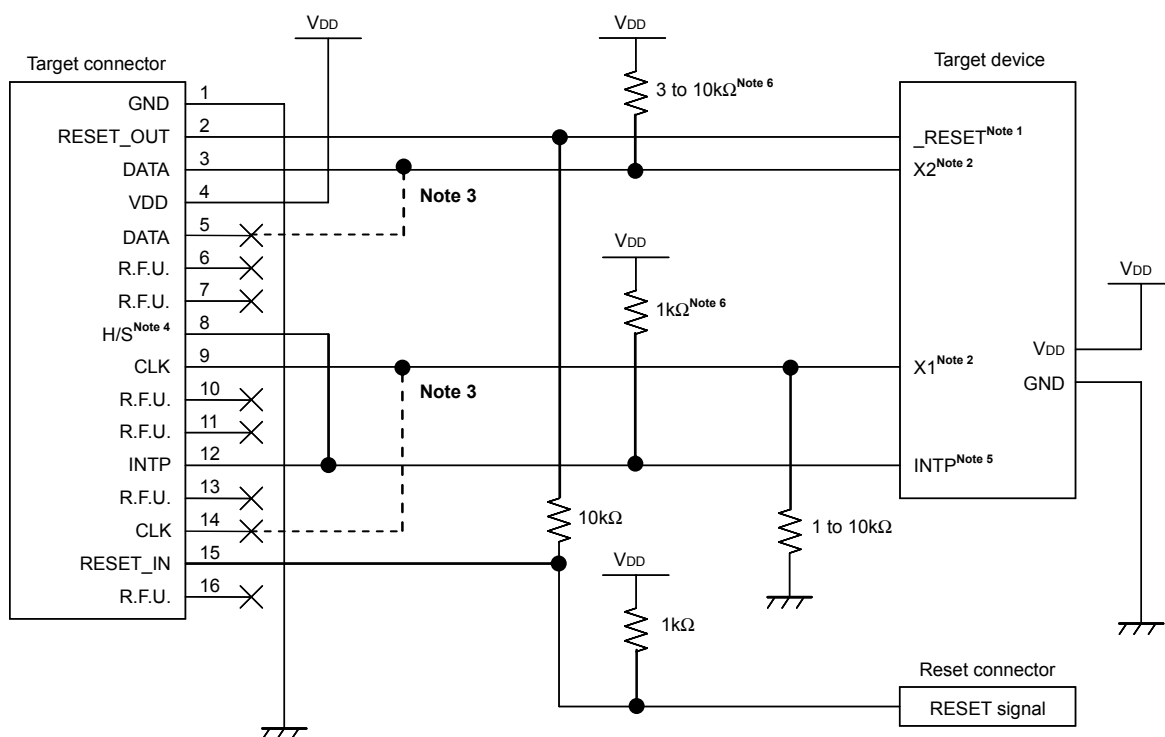 VDD
VDD
Target connector
Target device
GND
1
3 to 10kΩNote 6
RESET_OUT
2
_RESETNote 1
DATA
3
X2Note 2
VDD
4
Note 3
DATA
5
R.F.U.
6
VDD
VDD
R.F.U.
7
1kΩNote 6
H/SNote 4
8
VDD
CLK
9
X1Note 2
GND
Note 3
R.F.U.
10
R.F.U.
11
INTP
12
INTPNote 5
R.F.U.
13
10kΩ
1 to 10kΩ
CLK
14
RESET_IN
15
VDD
R.F.U.
16
1kΩ
Reset connector
RESET signal